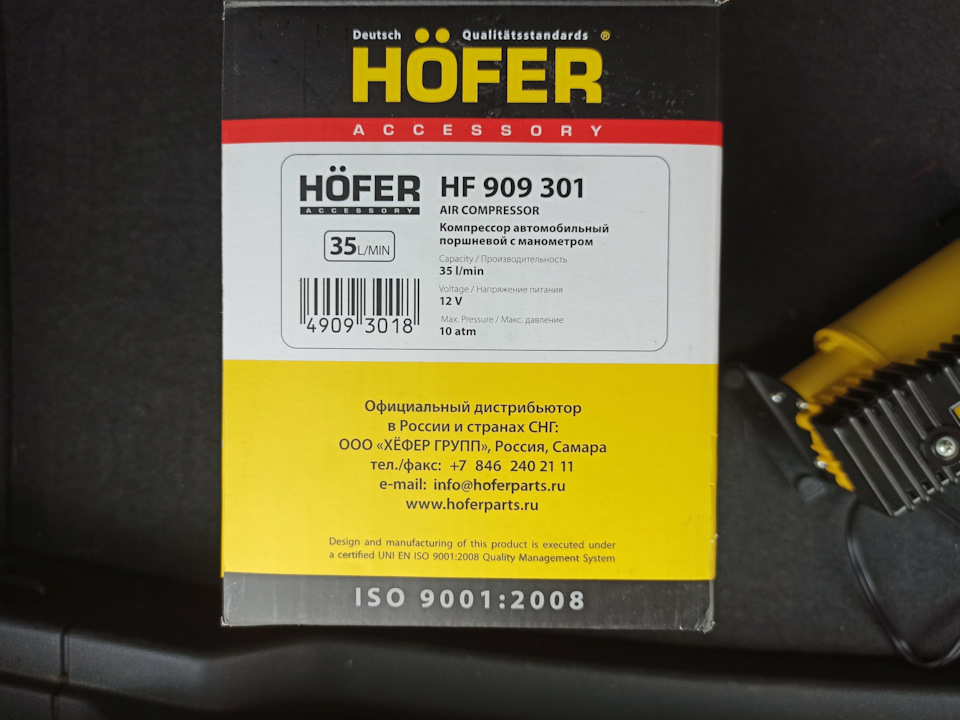 Deutsch Qualitätsstandards ®
HÖFER
ACCESSORY
HÖFER
ACCESSORY
35 L/MIN
4909 3018
HF 909 301
AIR COMPRESSOR
Компрессор автомобильный
поршневой с манометром
Capacity / Производительность
35 l/min
Voltage / Напряжение питания
12 V
Max. Pressure / Макс. давление
10 atm
Официальный дистрибьютор
в России и странах СНГ:
ООО «ХЁФЕР ГРУПП», Россия, Самара
тел./факс: +7 846 240 21 11
e-mail: info@hoferparts.ru
www.hoferparts.ru
Design and manufacturing of this product is executed under
a certified UNI EN ISO 9001:2008 Quality Management System
ISO 9001:2008